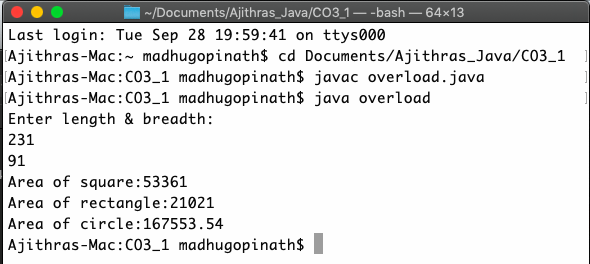 ~/Documents/Ajithras_Java/CO3_1 — -bash — 64×13
Last login: Tue Sep 28 19:59:41 on ttys000
[Ajithras-Mac:~ madhugopinath$ cd Documents/Ajithras_Java/CO3_1 ]
[Ajithras-Mac:CO3_1 madhugopinath$ javac overload.java ]
[Ajithras-Mac:CO3_1 madhugopinath$ java overload ]
Enter length & breadth:
231
91
Area of square:53361
Area of rectangle:21021
Area of circle:167553.54
Ajithras-Mac:CO3_1 madhugopinath$